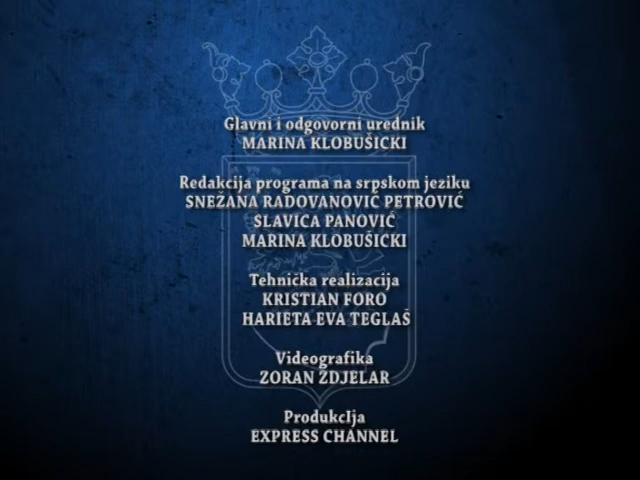 Glavni i odgovorni urednik
MARINA KLOBUŠICKI
Redakcija programa na srpskom jeziku
SNEŽANA RADOVANOVIĆ PETROVIĆ
SLAVICA PANOVIĆ
MARINA KLOBUŠICKI
Tehnička realizacija
KRISTIAN FORO
HARIETA EVA TEGLAŠ
Videografika
ZORAN ŽDJELAR
ProdukcIja
EXPRESS CHANNEL